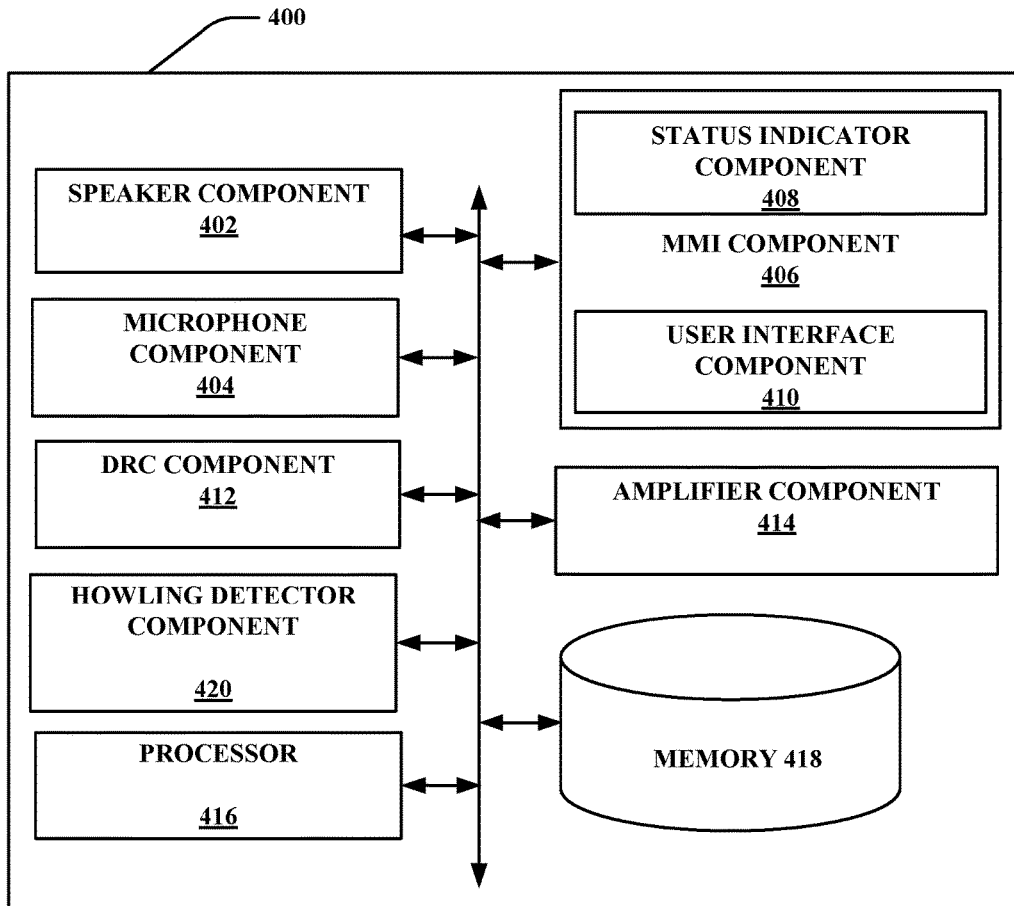 400
SPEAKER COMPONENT
402
MICROPHONE
COMPONENT
404
DRC COMPONENT
412
HOWLING DETECTOR
COMPONENT
420
PROCESSOR
416
STATUS INDICATOR
COMPONENT
408
MMI COMPONENT
406
USER INTERFACE
COMPONENT
410
AMPLIFIER COMPONENT
414
MEMORY 418